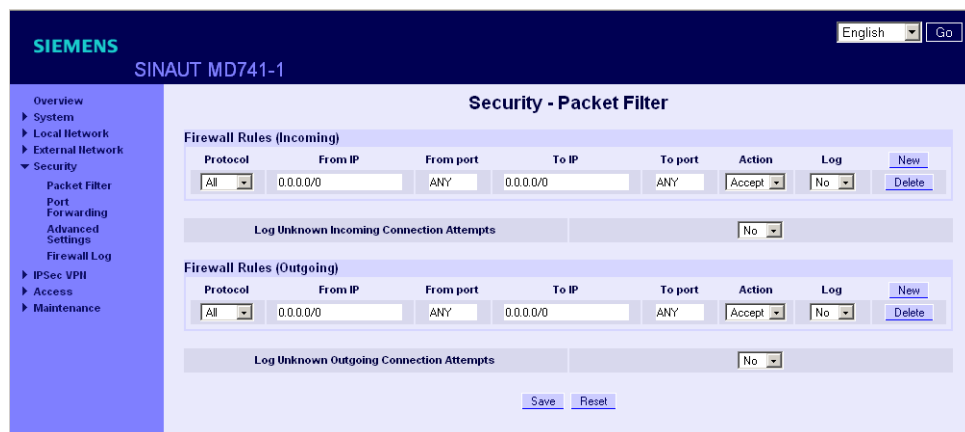 English Go
SIEMENS
SINAUT MD741-1
Overview
System
Local Network
External Network
Security
Packet Filter
Port
Forwarding
Advanced
Settings
Firewall Log
IPSec VPN
Access
Maintenance
Security - Packet Filter
Firewall Rules (Incoming)
Protocol From IP From port To IP To port Action Log New
All 0.0.0.0/0 ANY 0.0.0.0/0 ANY Accept No Delete
Log Unknown Incoming Connection Attempts No
Firewall Rules (Outgoing)
Protocol From IP From port To IP To port Action Log New
All 0.0.0.0/0 ANY 0.0.0.0/0 ANY Accept No Delete
Log Unknown Outgoing Connection Attempts No
Save Reset